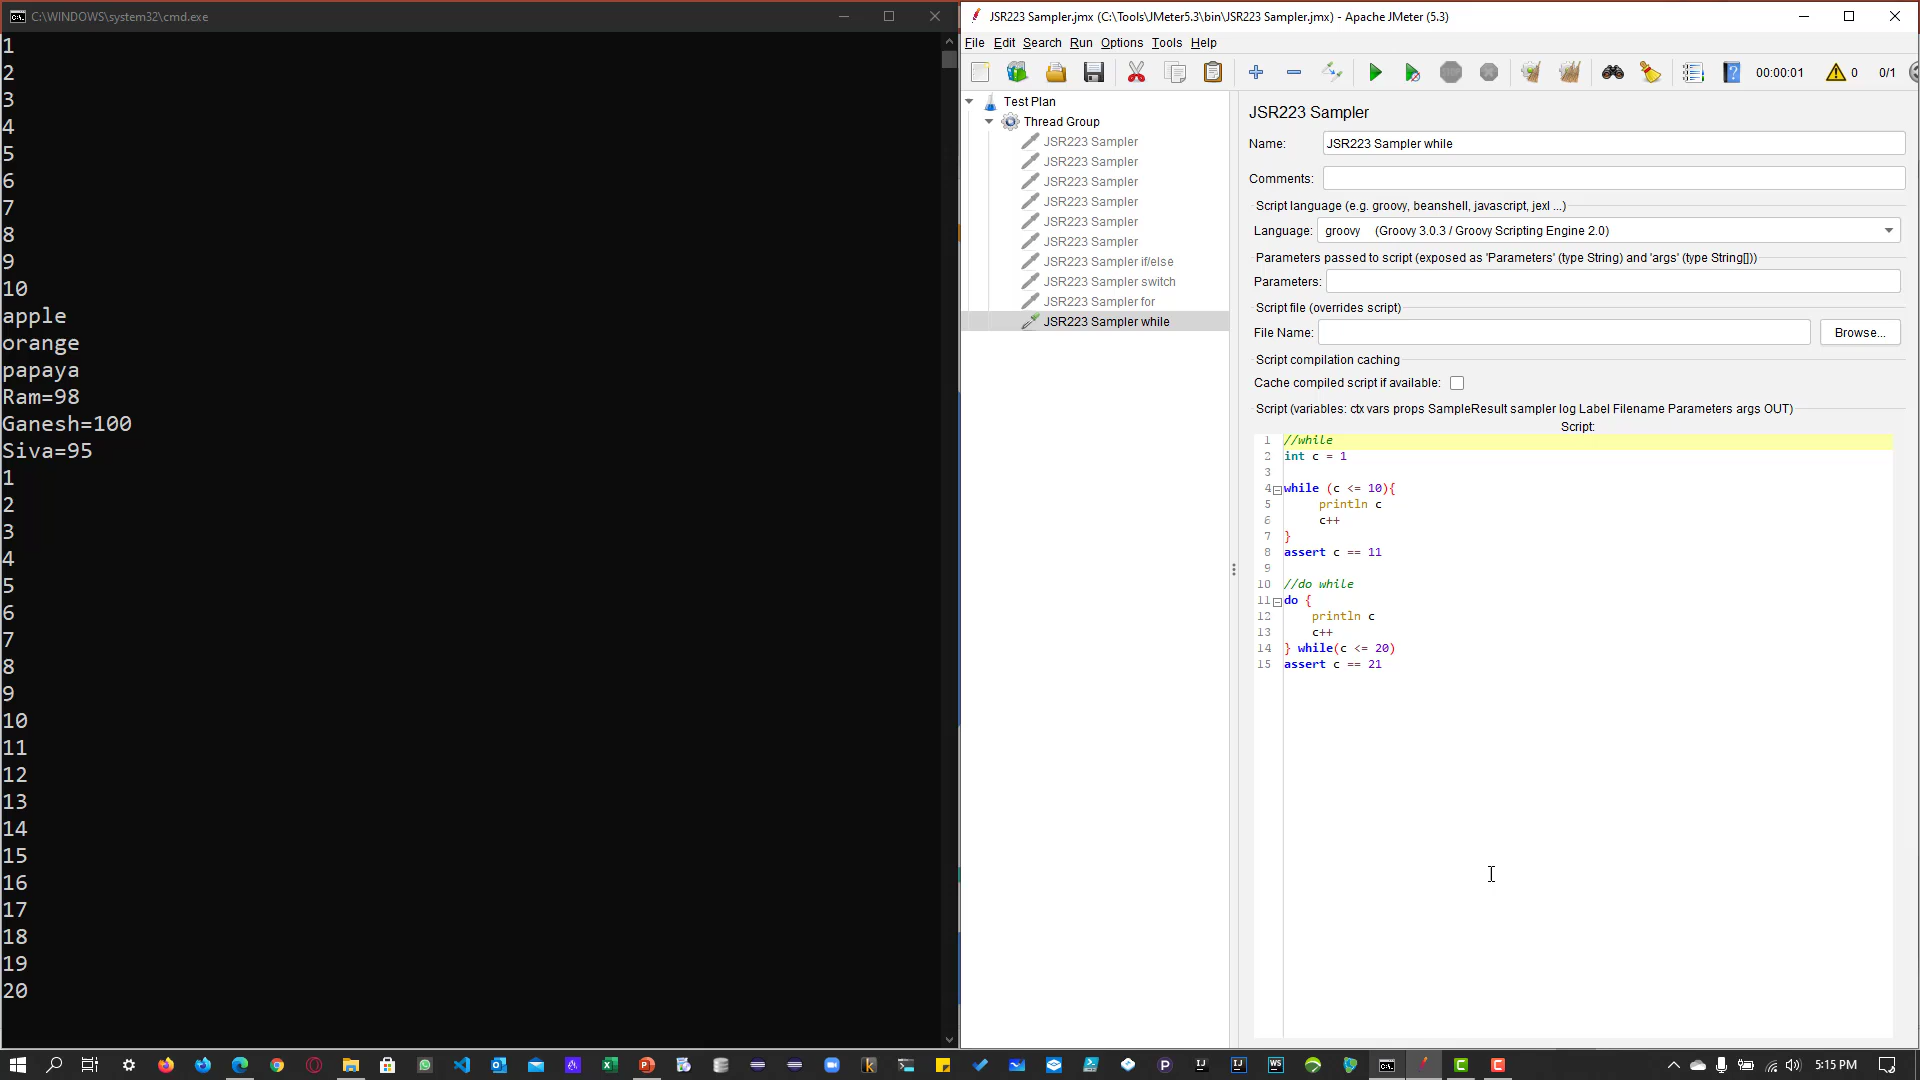 C:\WINDOWS\system32\cmd.exe
1
2
3
4
5
6
7
8
9
10
apple
orange
papaya
Ram=98
Ganesh=100
Siva=95
1
2
3
4
5
6
7
8
9
10
11
12
13
14
15
16
17
18
19
20
JSR223 Sampler.jmx (C:\Tools\JMeter5.3\bin\JSR223 Sampler.jmx) - Apache JMeter (5.3)
File Edit Search Run Options Tools Help
00:00:01 0 0/1
Test Plan
Thread Group
JSR223 Sampler
JSR223 Sampler
JSR223 Sampler
JSR223 Sampler
JSR223 Sampler
JSR223 Sampler
JSR223 Sampler if/else
JSR223 Sampler switch
JSR223 Sampler for
JSR223 Sampler while
JSR223 Sampler
Name: JSR223 Sampler while
Comments:
Script language (e.g. groovy, beanshell, javascript, jexl ...)
Language: groovy (Groovy 3.0.3 / Groovy Scripting Engine 2.0)
Parameters passed to script (exposed as 'Parameters' (type String) and 'args' (type String[]))
Parameters:
Script file (overrides script)
File Name: Browse...
Script compilation caching
Cache compiled script if available:
Script (variables: ctx vars props SampleResult sampler log Label Filename Parameters args OUT)
Script:
1 //while
2 int c = 1
3
4 while (c <= 10){
5 println c
6 c++
7 }
8 assert c == 11
9
10 //do while
11 do {
12 println c
13 c++
14 } while(c <= 20)
15 assert c == 21
5:15 PM